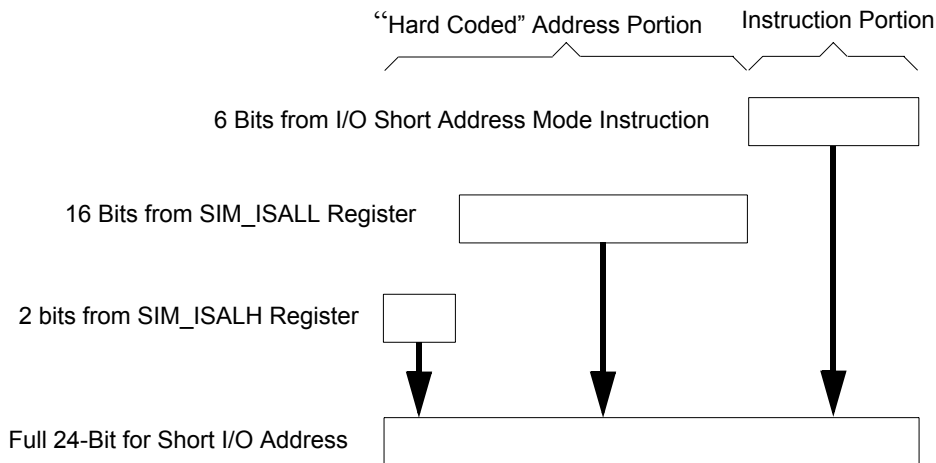 “Hard Coded” Address Portion
Instruction Portion
6 Bits from I/O Short Address Mode Instruction
16 Bits from SIM_ISALL Register
2 bits from SIM_ISALH Register
Full 24-Bit for Short I/O Address